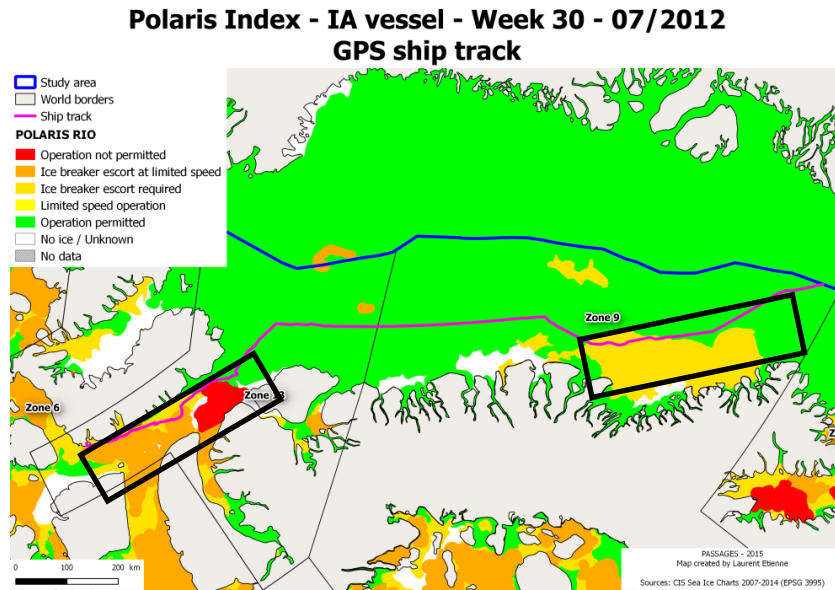 Polaris Index - IA vessel - Week 30 - 07/2012
GPS ship track
Study area
World borders
Ship track
POLARIS RIO
Operation not permitted
Ice breaker escort at limited speed
Ice breaker escort required
Limited speed operation
Operation permitted
No ice / Unknown
No data
Zone 9
Zone 6
Zone
0 100 200 km
PASSAGES - 2015
Map created by Laurent Etienne
Sources: CIS Sea Ice Charts 2007-2014 (EPSG 3995)